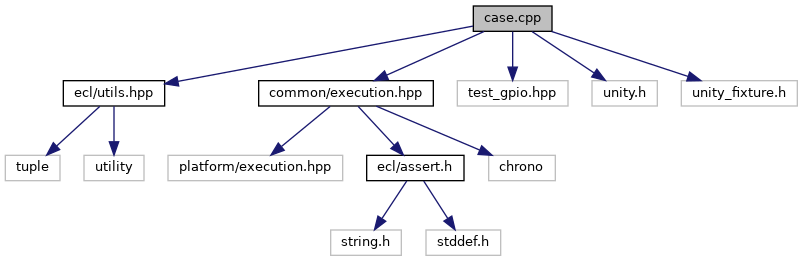 case.cpp
ecl/utils.hpp
common/execution.hpp
test_gpio.hpp
unity.h
unity_fixture.h
tuple
utility
platform/execution.hpp
ecl/assert.h
chrono
string.h
stddef.h